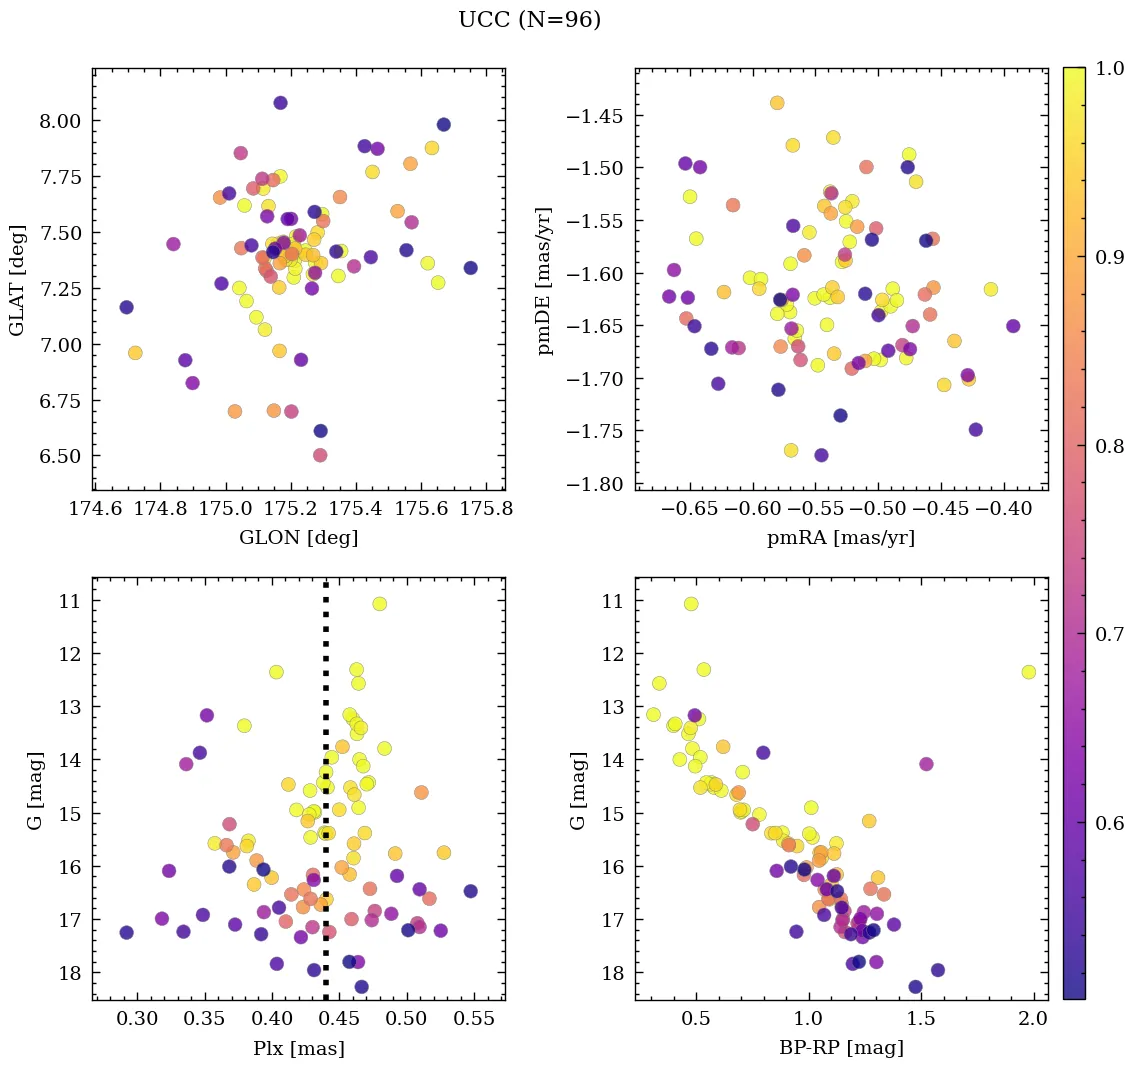 UCC (N=96)
8.00
7.75
7.50
7.25
7.00
6.75
6.50
GLAT [deg]
174.6 174.8 175.0 175.2 175.4 175.6 175.8
GLON [deg]
−1.45
−1.50
−1.55
−1.60
−1.65
−1.70
−1.75
−1.80
pmDE [mas/yr]
−0.65 −0.60 −0.55 −0.50 −0.45 −0.40
pmRA [mas/yr]
11
12
13
14
15
16
17
18
G [mag]
0.30 0.35 0.40 0.45 0.50 0.55
Plx [mas]
11
12
13
14
15
16
17
18
G [mag]
0.5 1.0 1.5 2.0
BP-RP [mag]
1.0
0.9
0.8
0.7
0.6